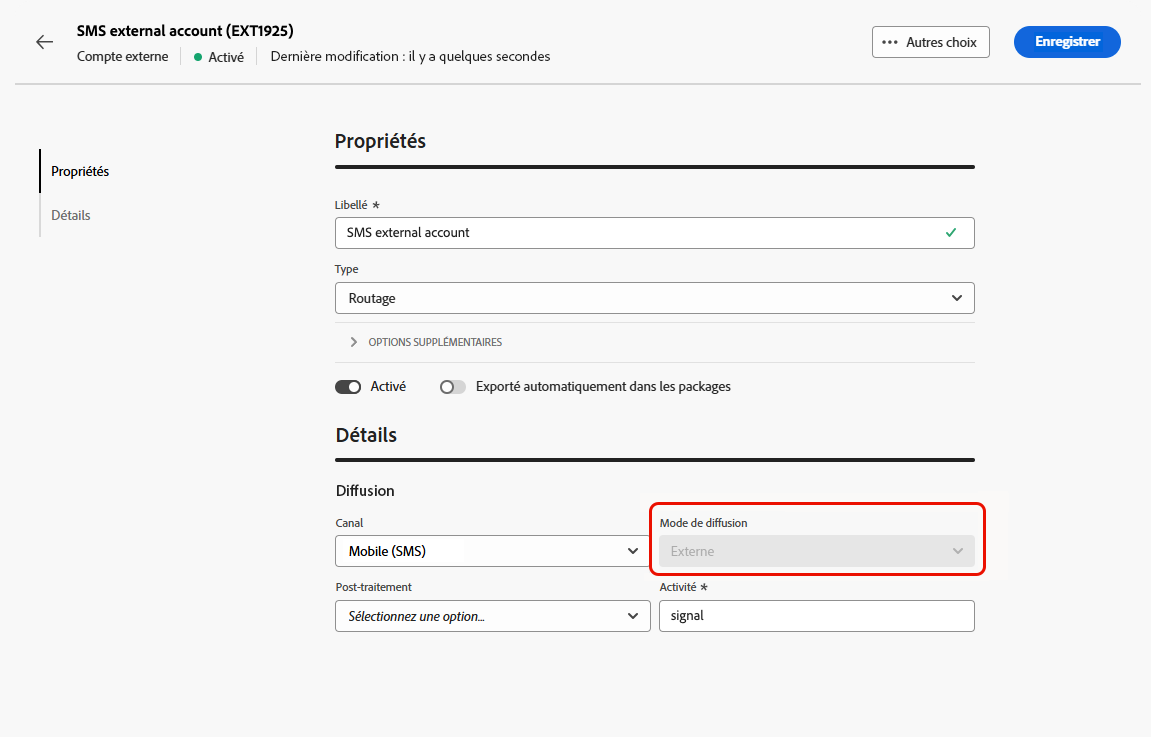 SMS external account (EXT1925)
Compte externe
Activé
Dernière modification : il y a quelques secondes
Autres choix
Enregistrer
Propriétés
Détails
Propriétés
Libellé *
SMS external account
Type
Routage
OPTIONS SUPPLÉMENTAIRES
Activé
Exporté automatiquement dans les packages
Détails
Diffusion
Canal
Mobile (SMS)
Mode de diffusion
Externe
Post-traitement
Sélectionnez une option...
Activité *
signal